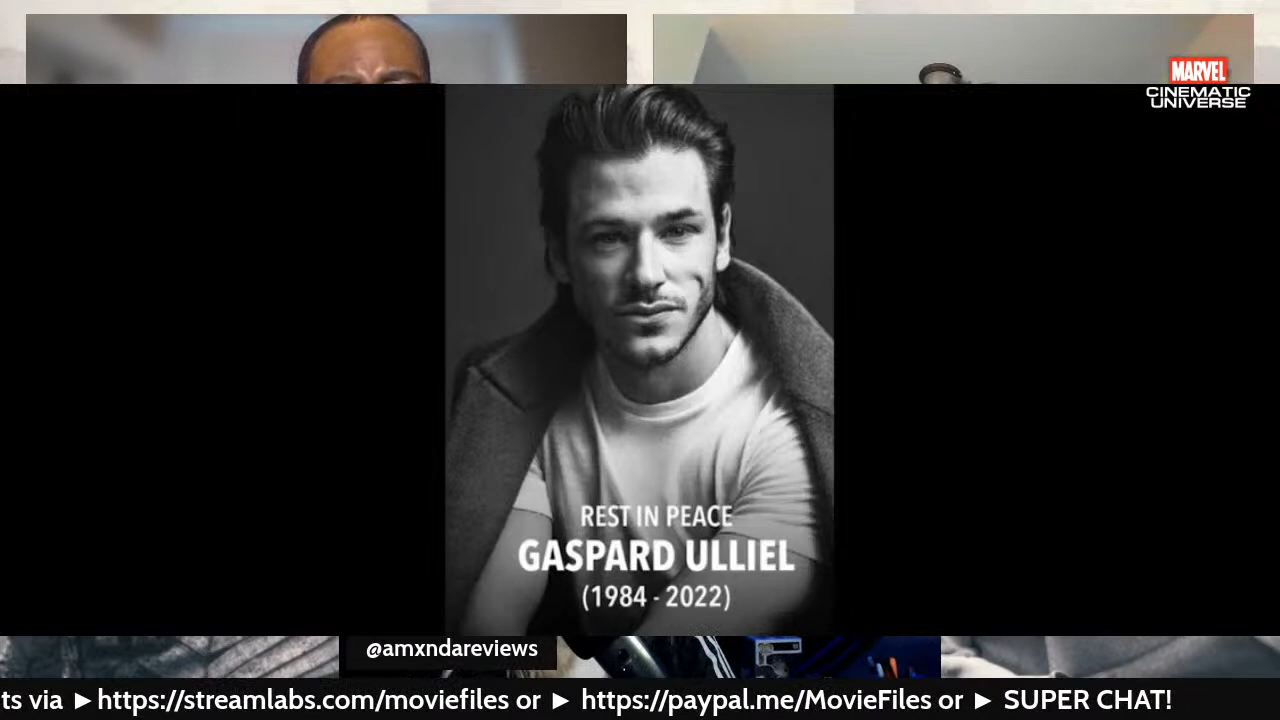 MARVEL
CINEMATIC
UNIVERSE
REST IN PEACE
GASPARD ULLIEL
(1984 - 2022)
@amxndareviews
ts via ►https://streamlabs.com/moviefiles or ► https://paypal.me/MovieFiles or ► SUPER CHAT!